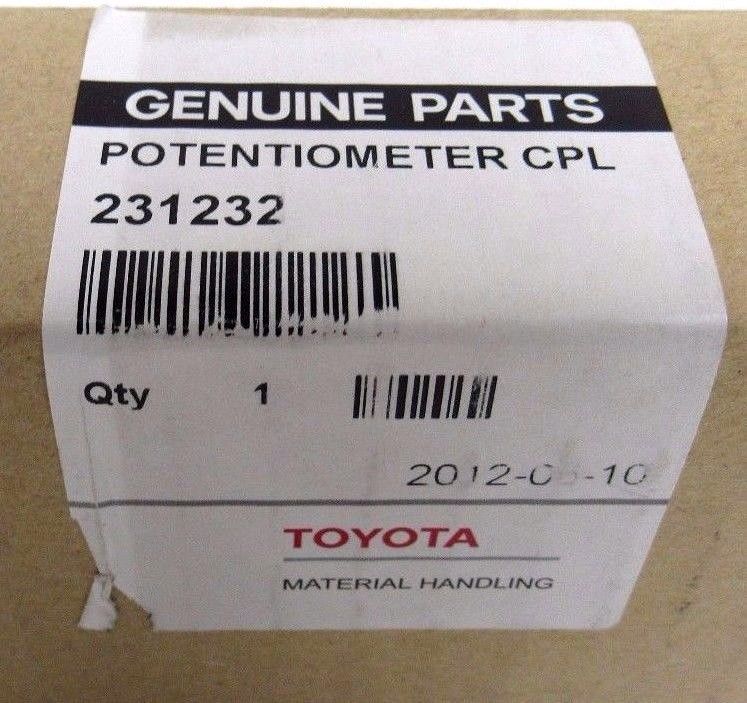 GENUINE PARTS
POTENTIOMETER CPL
231232
Qty 1
TOYOTA
MATERIAL HANDLING